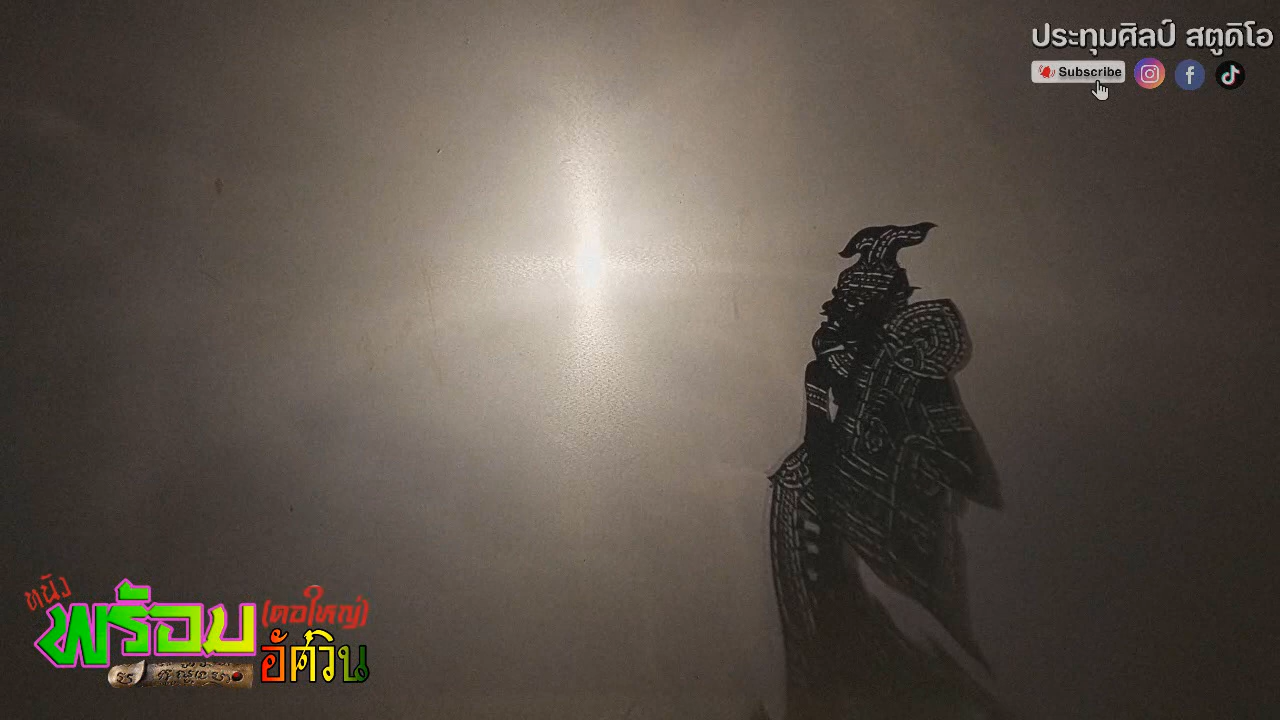 ประทุมศิลป์ สตูดิโอ
Subscribe
หนัง
พร้อม
(ตอใหญ่)
อัศวิน